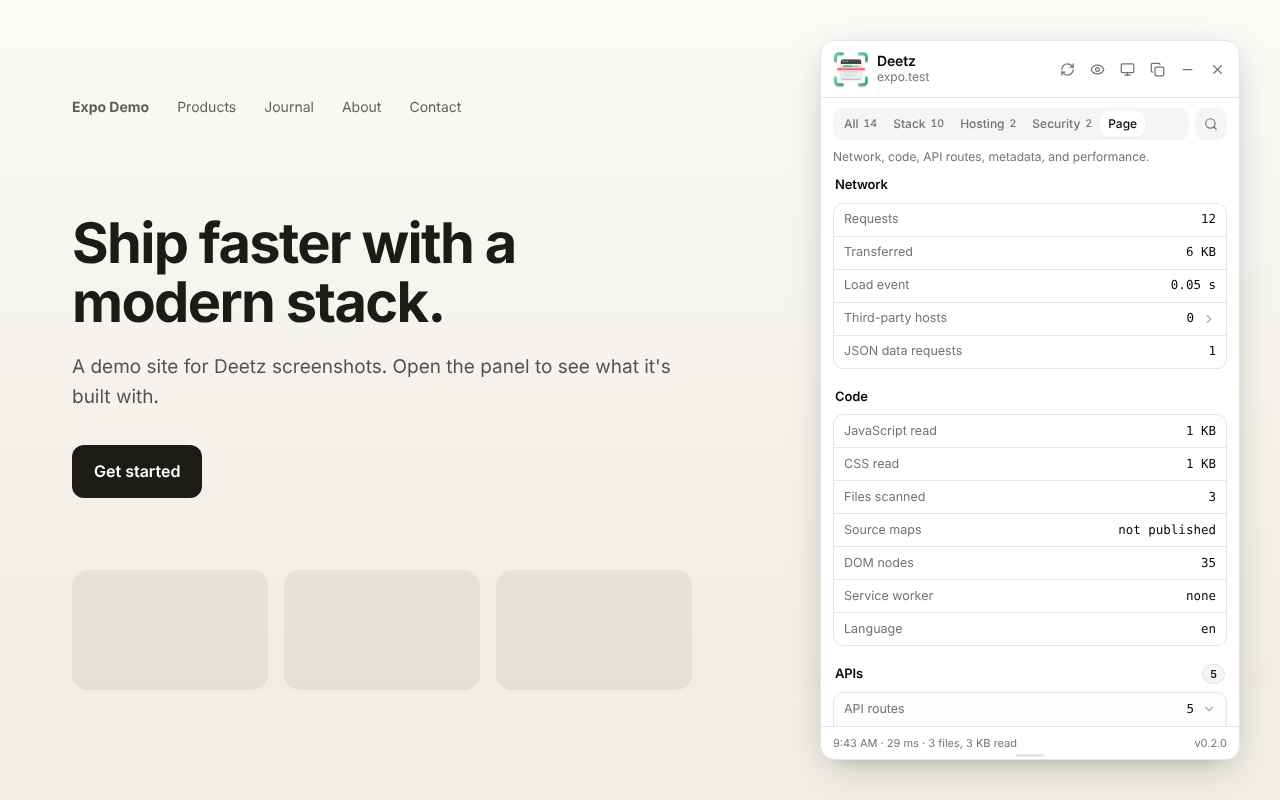 Expo Demo Products Journal About Contact
Ship faster with a
modern stack.
A demo site for Deetz screenshots. Open the panel to see what it's
built with.
Get started
Deetz
expo.test
All 14 Stack 10 Hosting 2 Security 2 Page
Network, code, API routes, metadata, and performance.
Network
Requests 12
Transferred 6 KB
Load event 0.05 s
Third-party hosts 0
JSON data requests 1
Code
JavaScript read 1 KB
CSS read 1 KB
Files scanned 3
Source maps not published
DOM nodes 35
Service worker none
Language en
APIs 5
API routes 5
9:43 AM · 29 ms · 3 files, 3 KB read v0.2.0